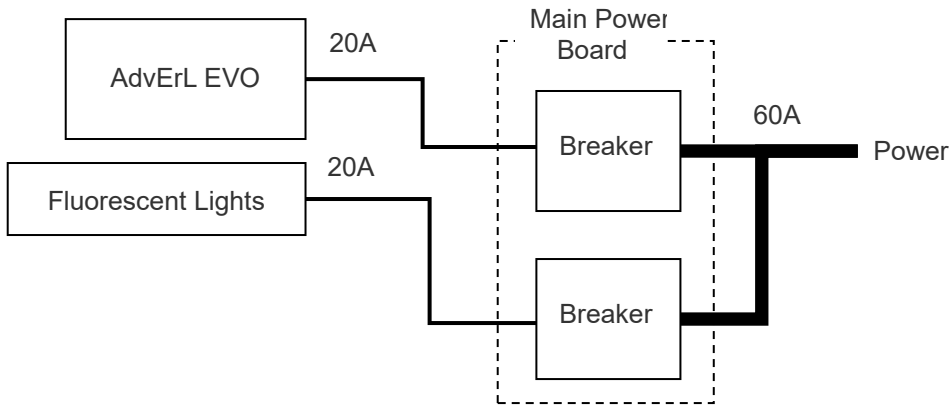 Main Power
Board
20A
AdvErL EVO
60A
Breaker
Power
20A
Fluorescent Lights
Breaker